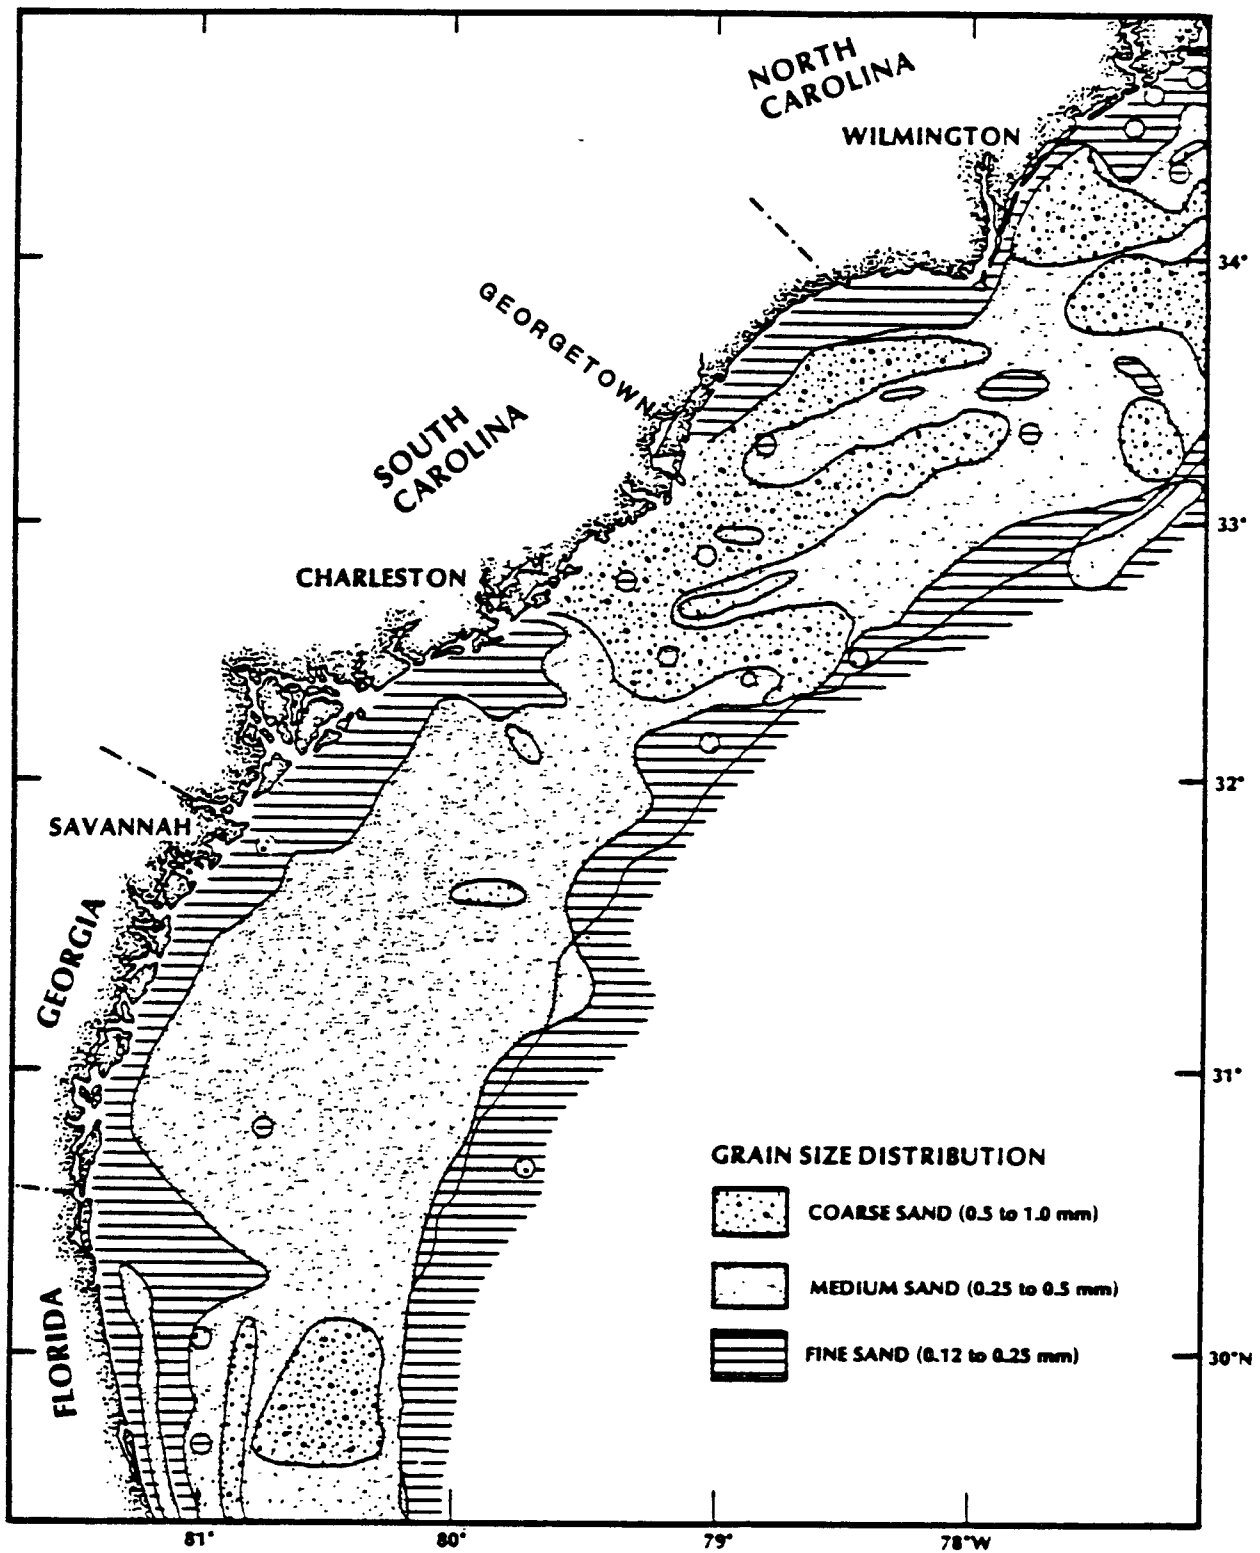 NORTH
CAROLINA
WILMINGTON
34°
GEORGETOWN
SOUTH
CAROLINA
33°
CHARLESTON
32°
SAVANNAH
GEORGIA
31°
GRAIN SIZE DISTRIBUTION
COARSE SAND (0.5 to 1.0 mm)
MEDIUM SAND (0.25 to 0.5 mm)
FLORIDA
FINE SAND (0.12 to 0.25 mm)
30°N
81° 80° 79° 78°W